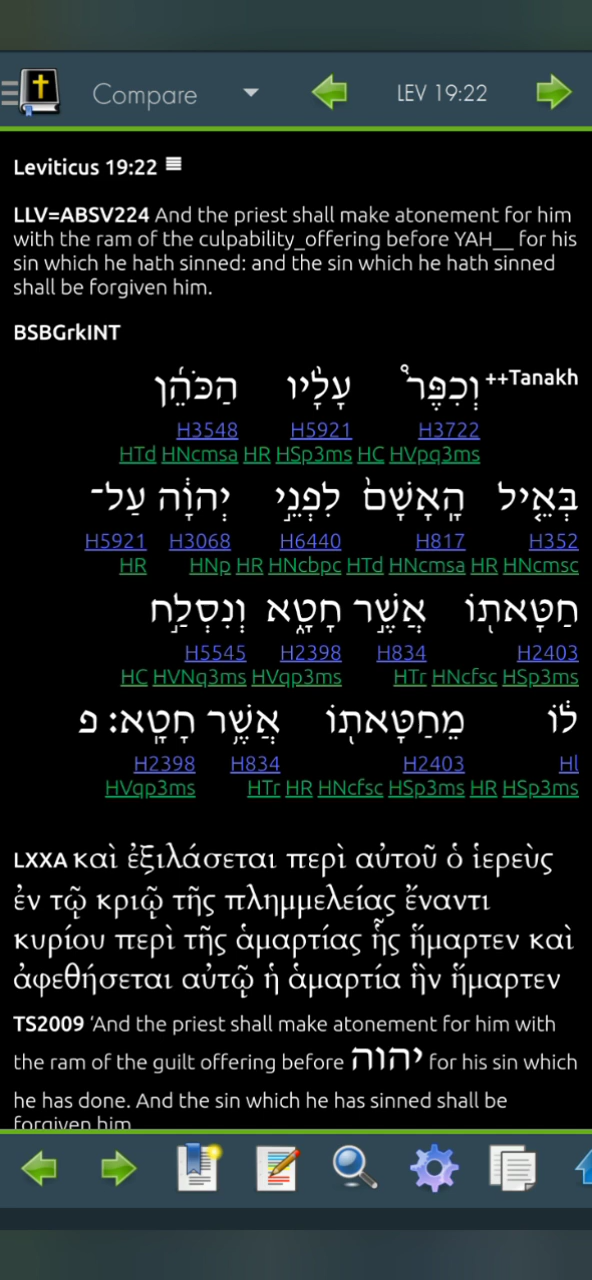 Compare
LEV 19:22
Leviticus 19:22
LLV=ABSV224 And the priest shall make atonement for him
with the ram of the culpability_offering before YAH__ for his
sin which he hath sinned: and the sin which he hath sinned
shall be forgiven him.
BSBGrkINT
++Tanakh וְכִפֶּר֩ עָלָ֨יו הַכֹּהֵ֜ן
H3548 H5921 H3722
HTd HNcmsa HR HSp3ms HC HVpq3ms
בְּאֵ֤יל הָֽאָשָׁם֙ לִפְנֵ֣י יְהוָ֔ה עַל־
H5921 H3068 H6440 H817 H352
HR HNp HR HNcbpc HTd HNcmsa HR HNcmsc
חַטָּאת֖וֹ אֲשֶׁ֣ר חָטָ֑א וְנִסְלַ֣ח
H5545 H2398 H834 H2403
HC HVNq3ms HVqp3ms HTr HNcfsc HSp3ms
ל֔וֹ מֵחַטָּאת֖וֹ אֲשֶׁ֥ר חָטָֽא׃ פ
H2398 H834 H2403 Hl
HVqp3ms HTr HR HNcfsc HSp3ms HR HSp3ms
LXXA καὶ ἐξιλάσεται περὶ αὐτοῦ ὁ ἱερεὺς
ἐν τῷ κριῷ τῆς πλημμελείας ἔναντι
κυρίου περὶ τῆς ἁμαρτίας ἧς ἥμαρτεν καὶ
ἀφεθήσεται αὐτῷ ἡ ἁμαρτία ἣν ἥμαρτεν
TS2009 ‘And the priest shall make atonement for him with
the ram of the guilt offering before יהוה for his sin which
he has done. And the sin which he has sinned shall be
forgiven him